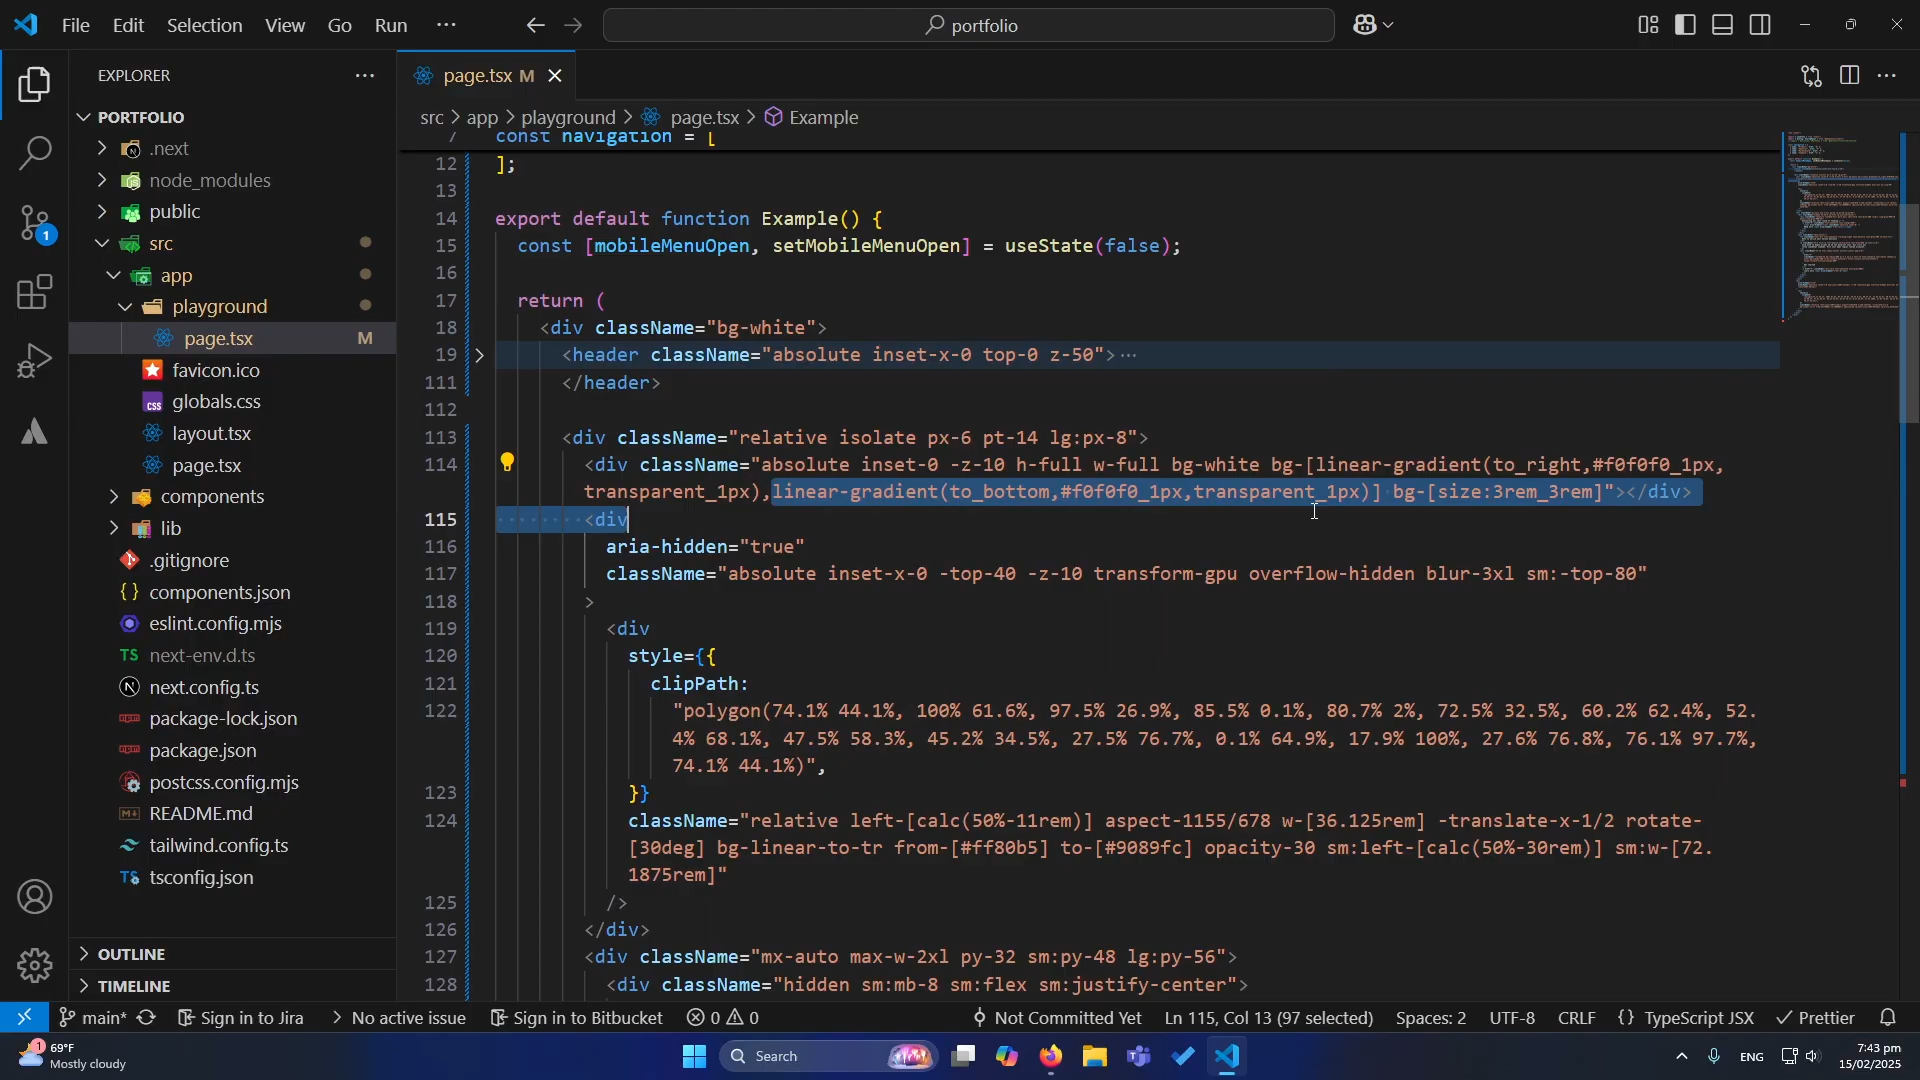 File Edit Selection View Go Run ···
portfolio
EXPLORER ···
PORTFOLIO
.next
node_modules
public
src
app
playground
page.tsx M
favicon.ico
globals.css
layout.tsx
page.tsx
components
lib
.gitignore
components.json
eslint.config.mjs
next-env.d.ts
next.config.ts
package-lock.json
package.json
postcss.config.mjs
README.md
tailwind.config.ts
tsconfig.json
OUTLINE
TIMELINE
page.tsx M
src > app > playground > page.tsx > Example
7 const navigation = [
12 ];
13
14 export default function Example() {
15 const [mobileMenuOpen, setMobileMenuOpen] = useState(false);
16
17 return (
18 <div className="bg-white">
19 <header className="absolute inset-x-0 top-0 z-50">···
111 </header>
112
113 <div className="relative isolate px-6 pt-14 lg:px-8">
114 <div className="absolute inset-0 -z-10 h-full w-full bg-white bg-[linear-gradient(to_right,#f0f0f0_1px,
transparent_1px),linear-gradient(to_bottom,#f0f0f0_1px,transparent_1px)] bg-[size:3rem_3rem]"></div>
115 <div
116 aria-hidden="true"
117 className="absolute inset-x-0 -top-40 -z-10 transform-gpu overflow-hidden blur-3xl sm:-top-80"
118 >
119 <div
120 style={{
121 clipPath:
122 "polygon(74.1% 44.1%, 100% 61.6%, 97.5% 26.9%, 85.5% 0.1%, 80.7% 2%, 72.5% 32.5%, 60.2% 62.4%, 52.
4% 68.1%, 47.5% 58.3%, 45.2% 34.5%, 27.5% 76.7%, 0.1% 64.9%, 17.9% 100%, 27.6% 76.8%, 76.1% 97.7%,
74.1% 44.1%)",
123 }}
124 className="relative left-[calc(50%-11rem)] aspect-1155/678 w-[36.125rem] -translate-x-1/2 rotate-
[30deg] bg-linear-to-tr from-[#ff80b5] to-[#9089fc] opacity-30 sm:left-[calc(50%-30rem)] sm:w-[72.
1875rem]"
125 />
126 </div>
127 <div className="mx-auto max-w-2xl py-32 sm:py-48 lg:py-56">
128 <div className="hidden sm:mb-8 sm:flex sm:justify-center">
main* Sign in to Jira > No active issue Sign in to Bitbucket 0 0 Not Committed Yet Ln 115, Col 13 (97 selected) Spaces: 2 UTF-8 CRLF {} TypeScript JSX Prettier
1 69°F
Mostly cloudy
Search
ENG
7:43 pm
15/02/2025